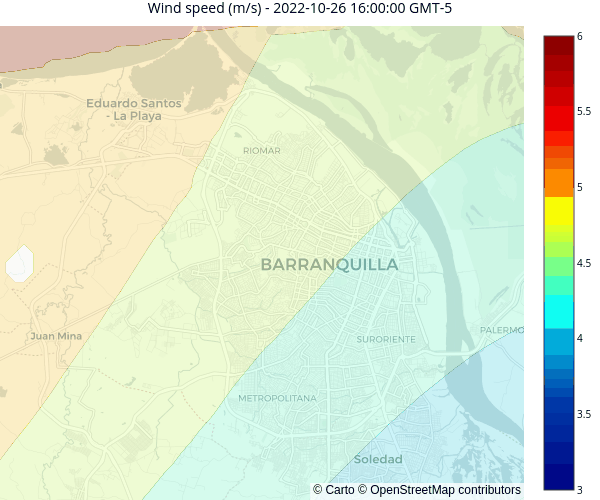 Wind speed (m/s) - 2022-10-26 16:00:00 GMT-5
6
Eduardo Santos
- La Playa
5.5
RIOMAR
5
BARRANQUILLA
4.5
Juan Mina
PALERMO
SURORIENTE
4
METROPOLITANA
3.5
Soledad
© Carto © OpenStreetMap contributors
3